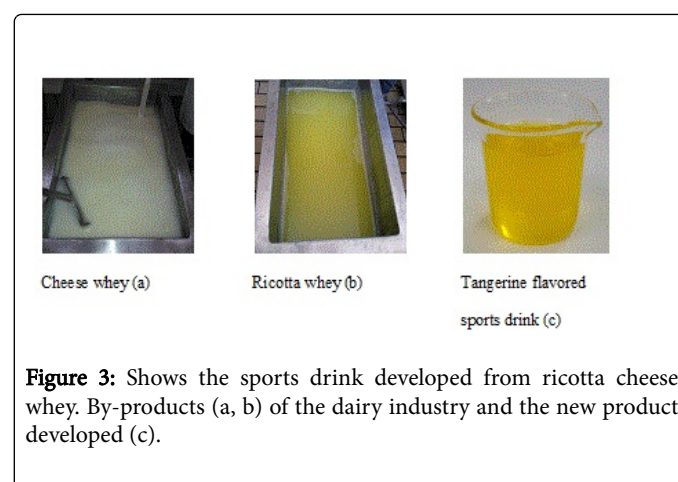 Cheese whey (a)
Ricotta whey (b)
Tangerine flavored
sports drink (c)
Figure 3: Shows the sports drink developed from ricotta cheese
whey. By-products (a, b) of the dairy industry and the new product
developed (c).